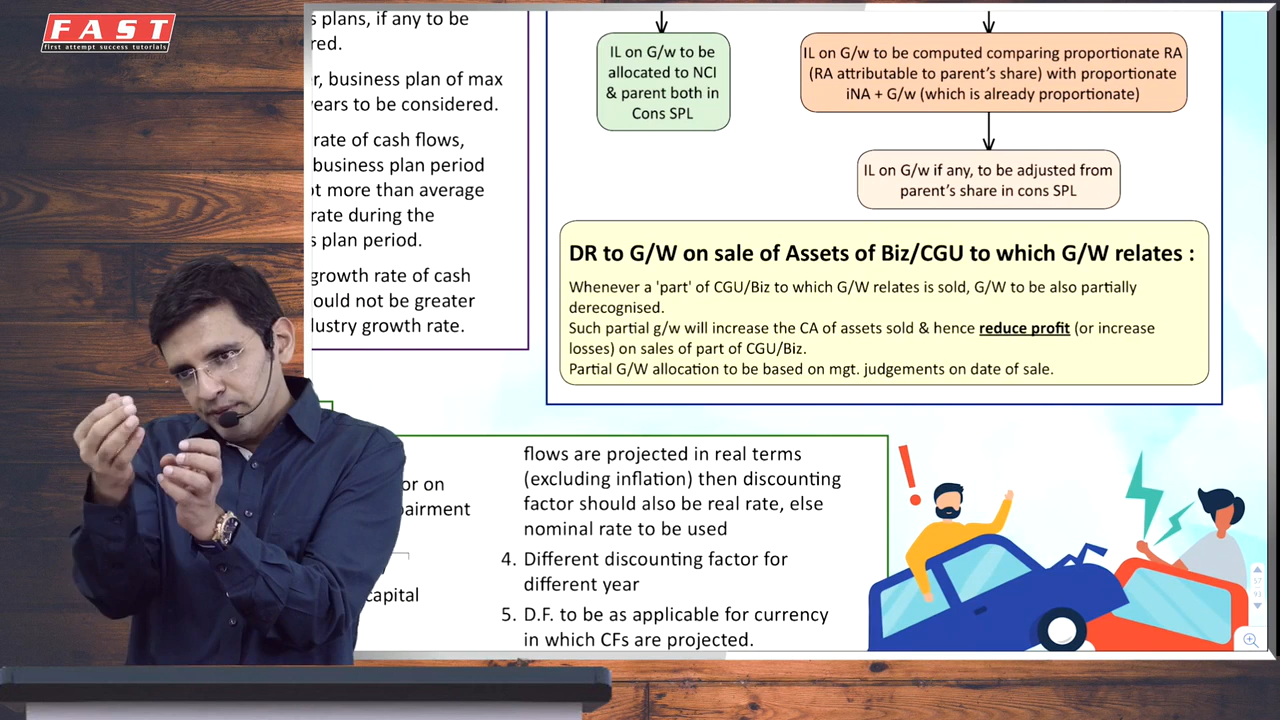 FAST
first attempt success tutorials
s plans, if any to be
red.
r, business plan of max
years to be considered.
rate of cash flows,
business plan period
ot more than average
rate during the
s plan period.
growth rate of cash
ould not be greater
dustry growth rate.
IL on G/w to be
allocated to NCI
& parent both in
Cons SPL
IL on G/w to be computed comparing proportionate RA
(RA attributable to parent's share) with proportionate
iNA + G/w (which is already proportionate)
IL on G/w if any, to be adjusted from
parent's share in cons SPL
DR to G/W on sale of Assets of Biz/CGU to which G/W relates :
Whenever a 'part' of CGU/Biz to which G/W relates is sold, G/W to be also partially
derecognised.
Such partial g/w will increase the CA of assets sold & hence reduce profit (or increase
losses) on sales of part of CGU/Biz.
Partial G/W allocation to be based on mgt. judgements on date of sale.
or on
pairment
capital
flows are projected in real terms
(excluding inflation) then discounting
factor should also be real rate, else
nominal rate to be used
4. Different discounting factor for
different year
5. D.F. to be as applicable for currency
in which CFs are projected.
57
93